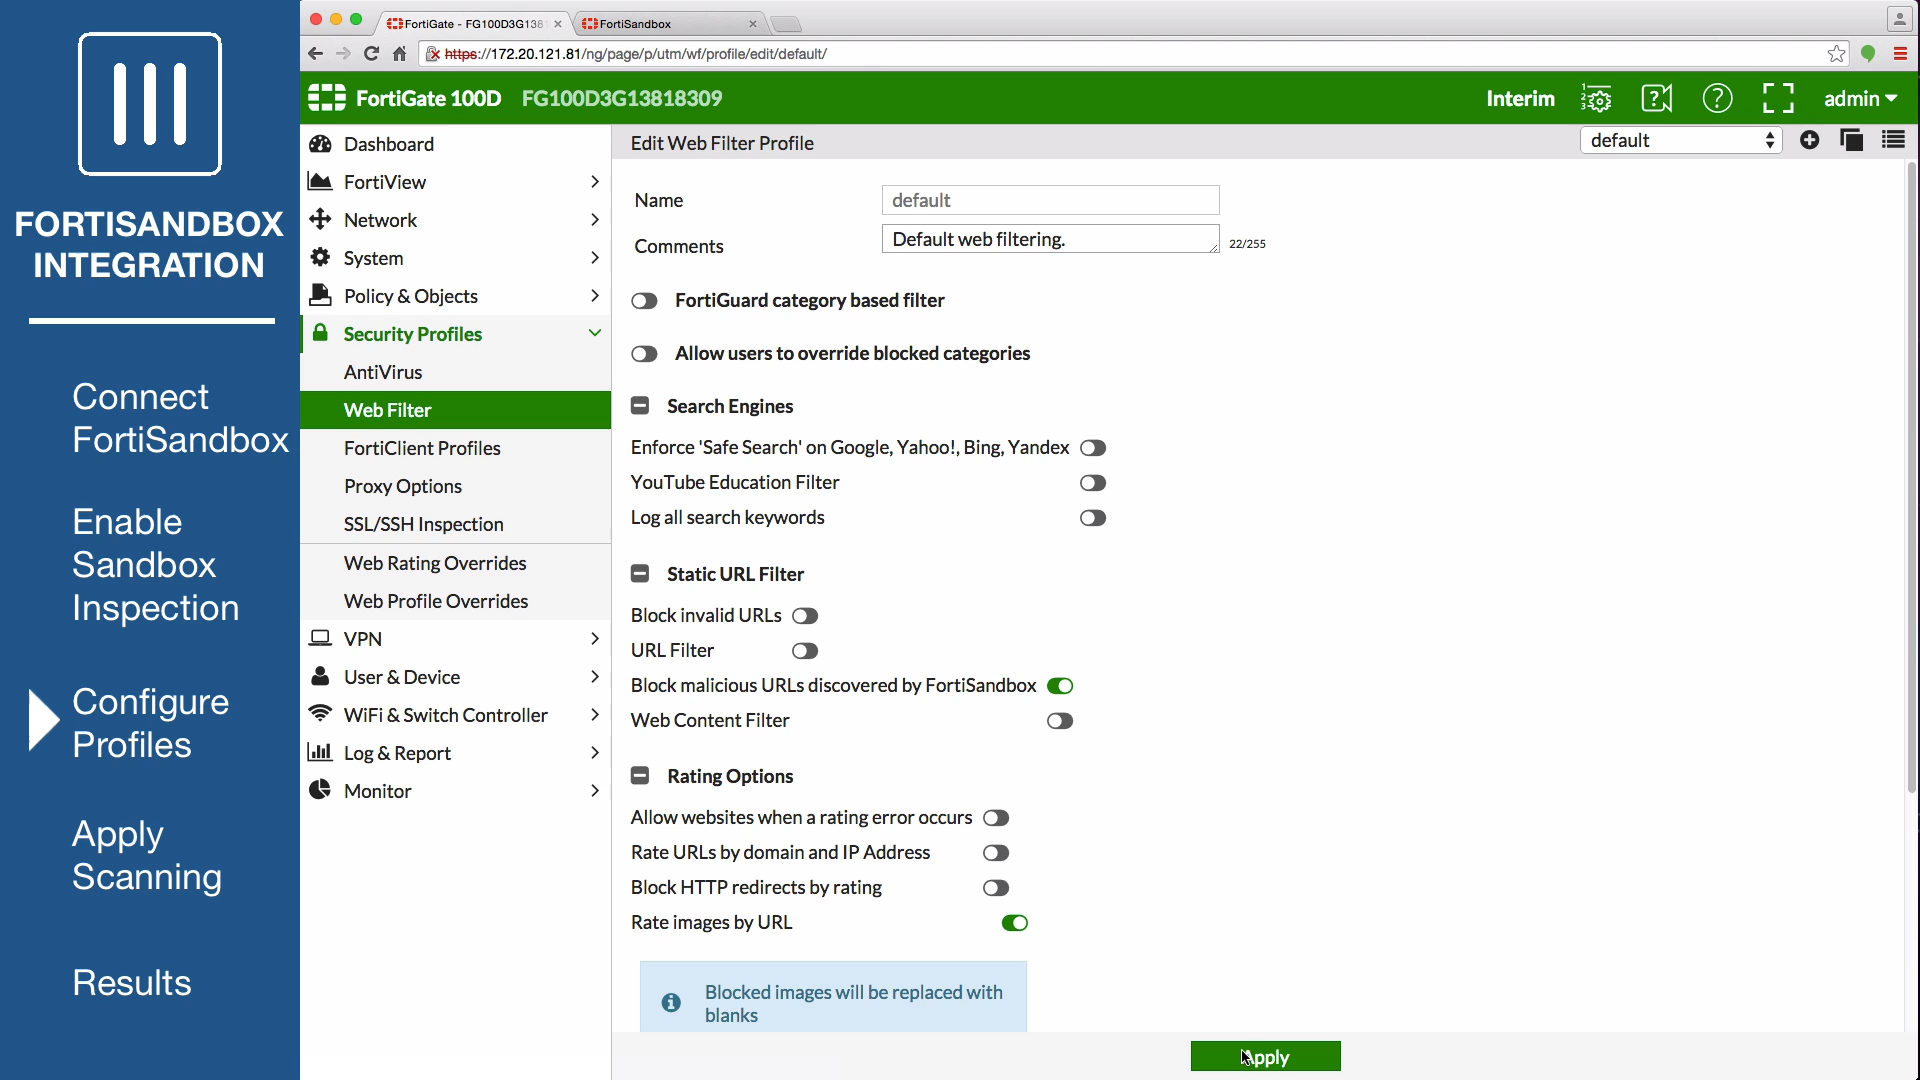 FortiGate - FG100D3G1381
FortiSandbox
https://172.20.121.81/ng/page/p/utm/wf/profile/edit/default/
FortiGate 100D FG100D3G13818309
Interim
admin
FORTISANDBOX
INTEGRATION
Connect
FortiSandbox
Enable
Sandbox
Inspection
Configure
Profiles
Apply
Scanning
Results
Dashboard
FortiView
Network
System
Policy & Objects
Security Profiles
AntiVirus
Web Filter
FortiClient Profiles
Proxy Options
SSL/SSH Inspection
Web Rating Overrides
Web Profile Overrides
VPN
User & Device
WiFi & Switch Controller
Log & Report
Monitor
Edit Web Filter Profile
default
Name default
Comments Default web filtering. 22/255
FortiGuard category based filter
Allow users to override blocked categories
Search Engines
Enforce 'Safe Search' on Google, Yahoo!, Bing, Yandex
YouTube Education Filter
Log all search keywords
Static URL Filter
Block invalid URLs
URL Filter
Block malicious URLs discovered by FortiSandbox
Web Content Filter
Rating Options
Allow websites when a rating error occurs
Rate URLs by domain and IP Address
Block HTTP redirects by rating
Rate images by URL
Blocked images will be replaced with
blanks
Apply